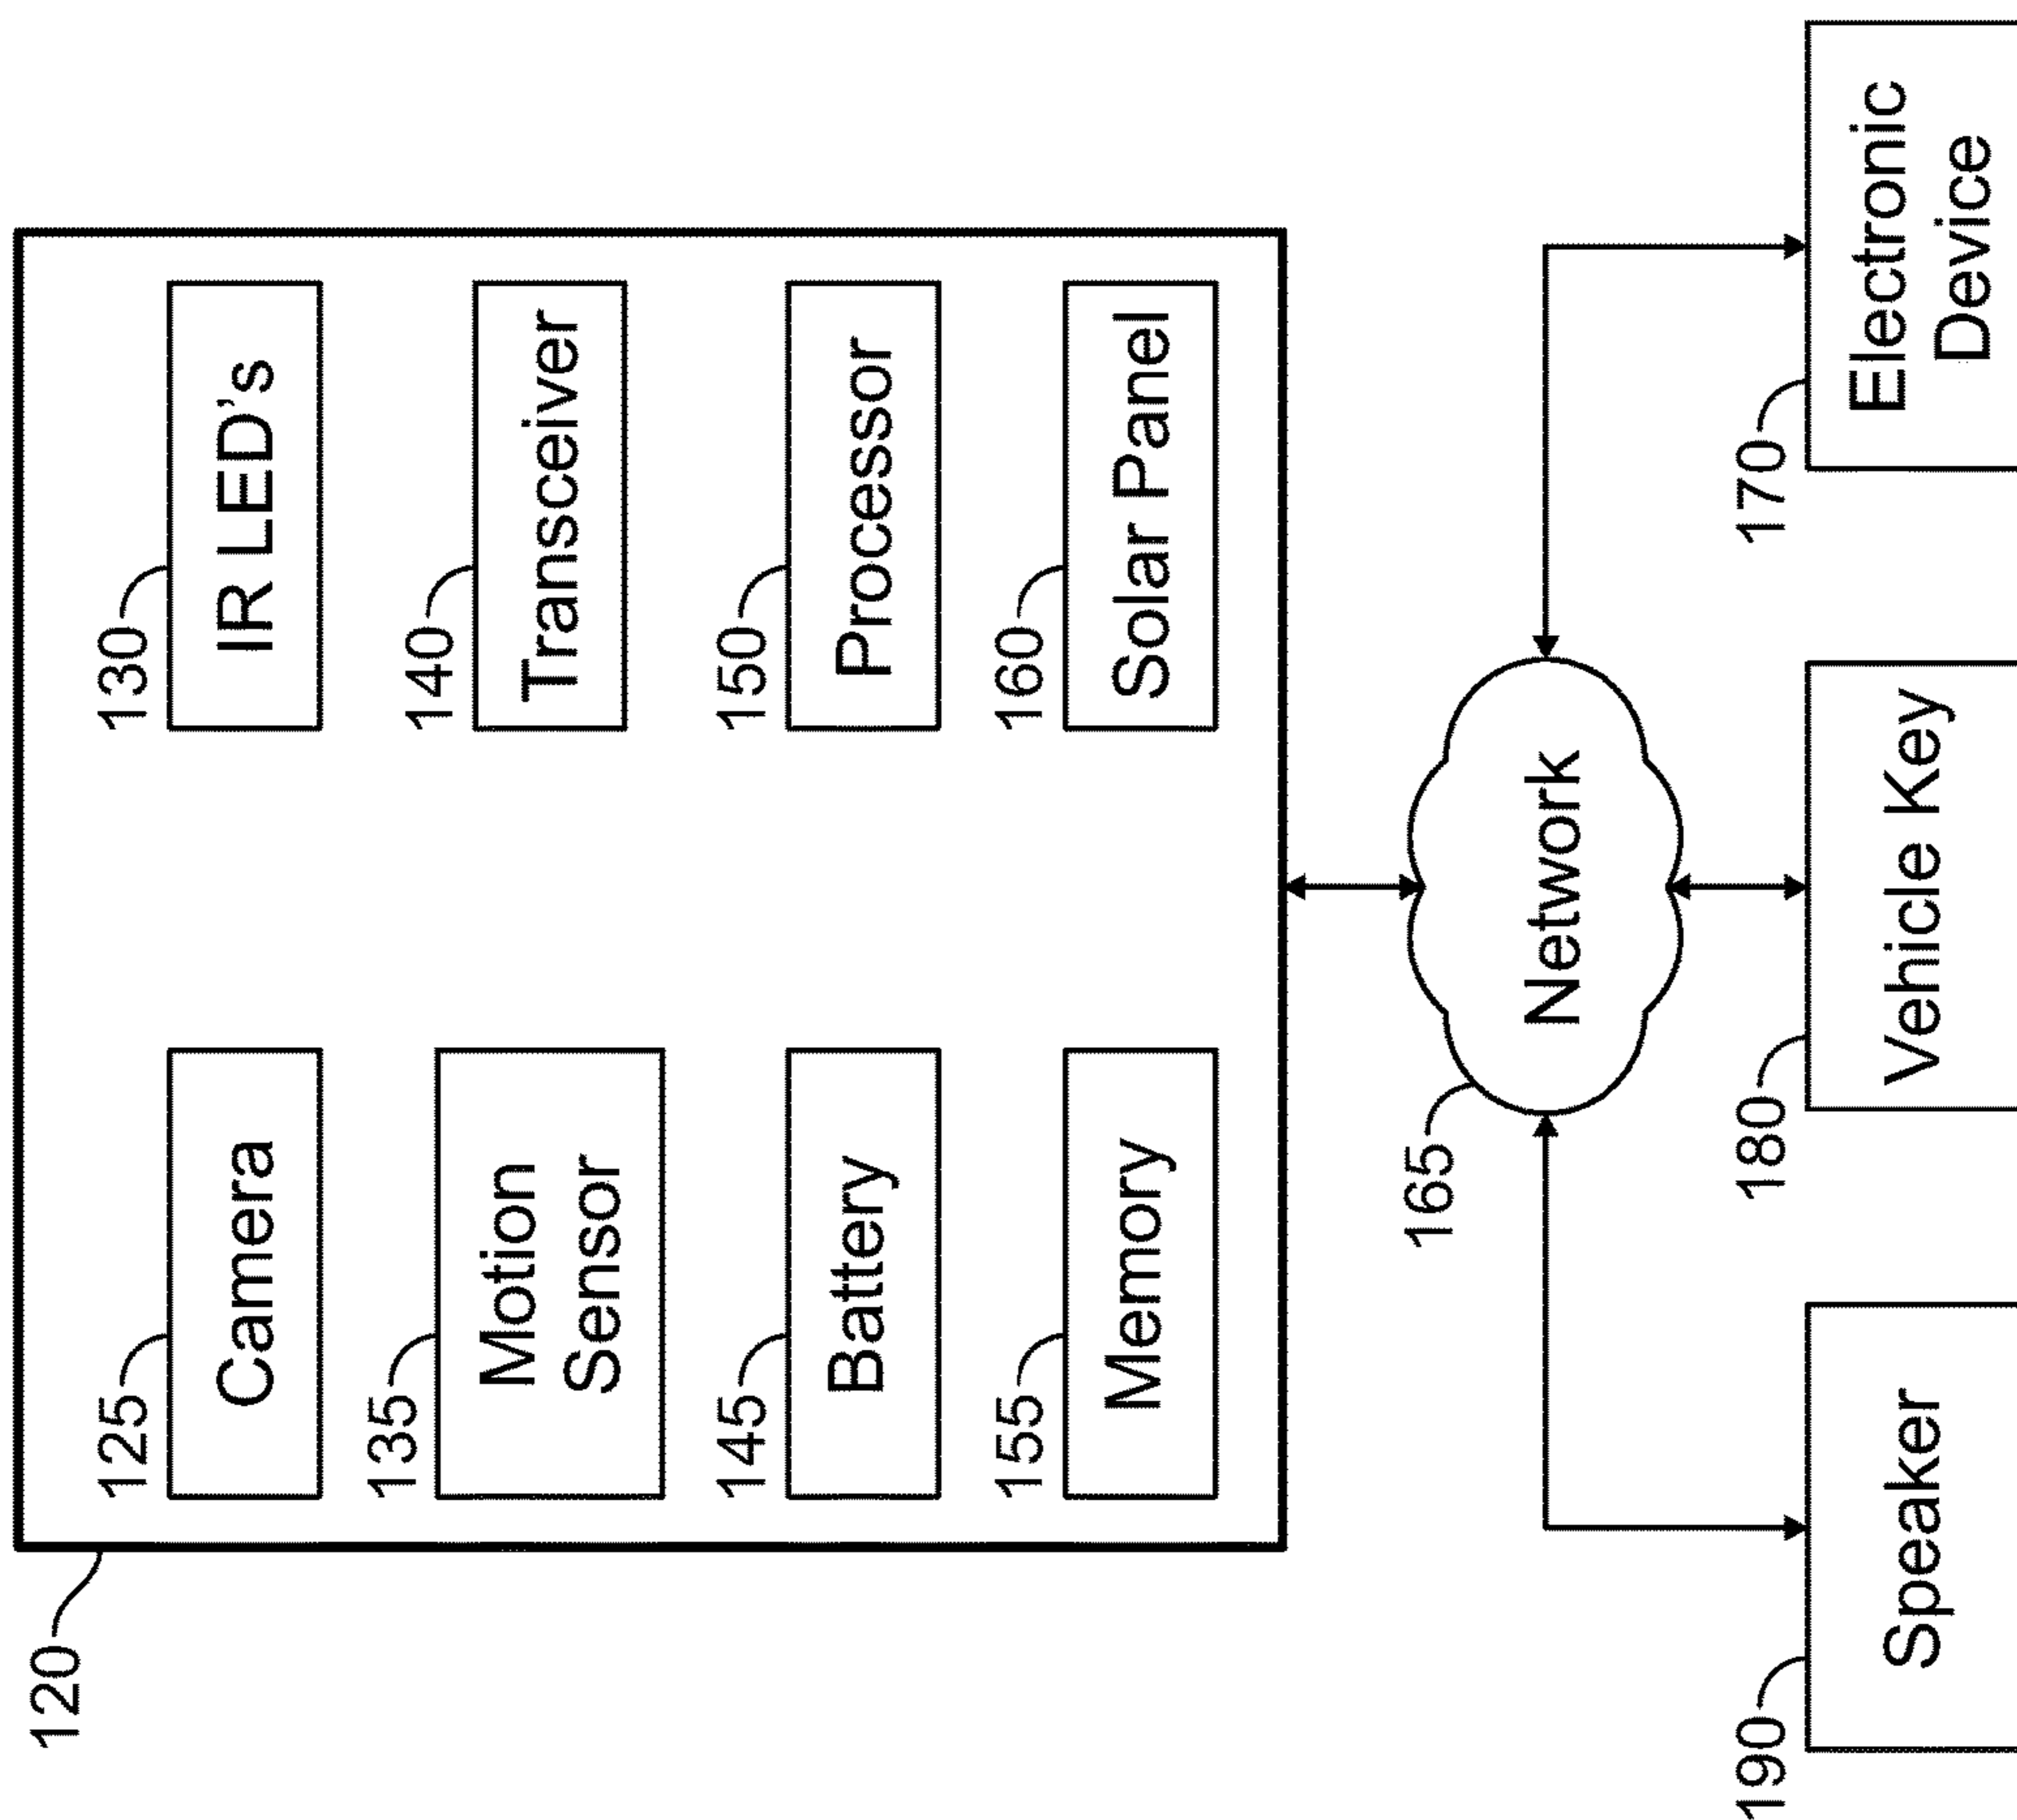 120
125
Camera
130
IR LED's
135
Motion
Sensor
140
Transceiver
145
Battery
150
Processor
155
Memory
160
Solar Panel
165
Network
190
Speaker
180
Vehicle Key
170
Electronic
Device